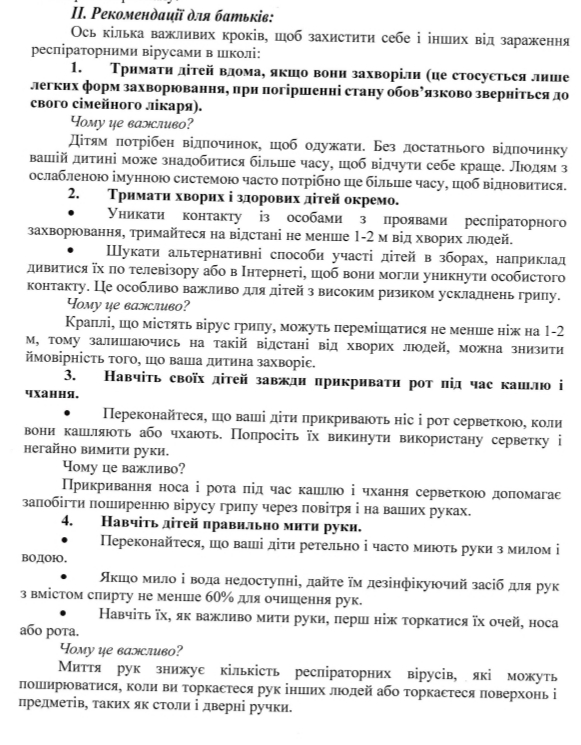 ІІ. Рекомендації для батьків:
Ось кілька важливих кроків, щоб захистити себе і інших від зараження
респіраторними вірусами в школі:
1. Тримати дітей вдома, якщо вони захворіли (це стосується лише
легких форм захворювання, при погіршенні стану обов’язково зверніться до
свого сімейного лікаря).
Чому це важливо?
Дітям потрібен відпочинок, щоб одужати. Без достатнього відпочинку
вашій дитині може знадобитися більше часу, щоб відчути себе краще. Людям з
ослабленою імунною системою часто потрібно ще більше часу, щоб відновитися.
2. Тримати хворих і здорових дітей окремо.
• Уникати контакту із особами з проявами респіраторного
захворювання, тримайтеся на відстані не менше 1-2 м від хворих людей.
• Шукати альтернативні способи участі дітей в зборах, наприклад
дивитися їх по телевізору або в Інтернеті, щоб вони могли уникнути особистого
контакту. Це особливо важливо для дітей з високим ризиком ускладнень грипу.
Чому це важливо?
Краплі, що містять вірус грипу, можуть переміщатися не менше ніж на 1-2
м, тому залишаючись на такій відстані від хворих людей, можна знизити
ймовірність того, що ваша дитина захворіє.
3. Навчіть своїх дітей завжди прикривати рот під час кашлю і
чхання.
• Переконайтеся, що ваші діти прикривають ніс і рот серветкою, коли
вони кашляють або чхають. Попросіть їх викинути використану серветку і
негайно вимити руки.
Чому це важливо?
Прикривання носа і рота під час кашлю і чхання серветкою допомагає
запобігти поширенню вірусу грипу через повітря і на ваших руках.
4. Навчіть дітей правильно мити руки.
• Переконайтеся, що ваші діти ретельно і часто миють руки з милом і
водою.
• Якщо мило і вода недоступні, дайте їм дезінфікуючий засіб для рук
з вмістом спирту не менше 60% для очищення рук.
• Навчіть їх, як важливо мити руки, перш ніж торкатися їх очей, носа
або рота.
Чому це важливо?
Миття рук знижує кількість респіраторних вірусів, які можуть
поширюватися, коли ви торкаєтеся рук інших людей або торкаєтеся поверхонь і
предметів, таких як столи і дверні ручки.